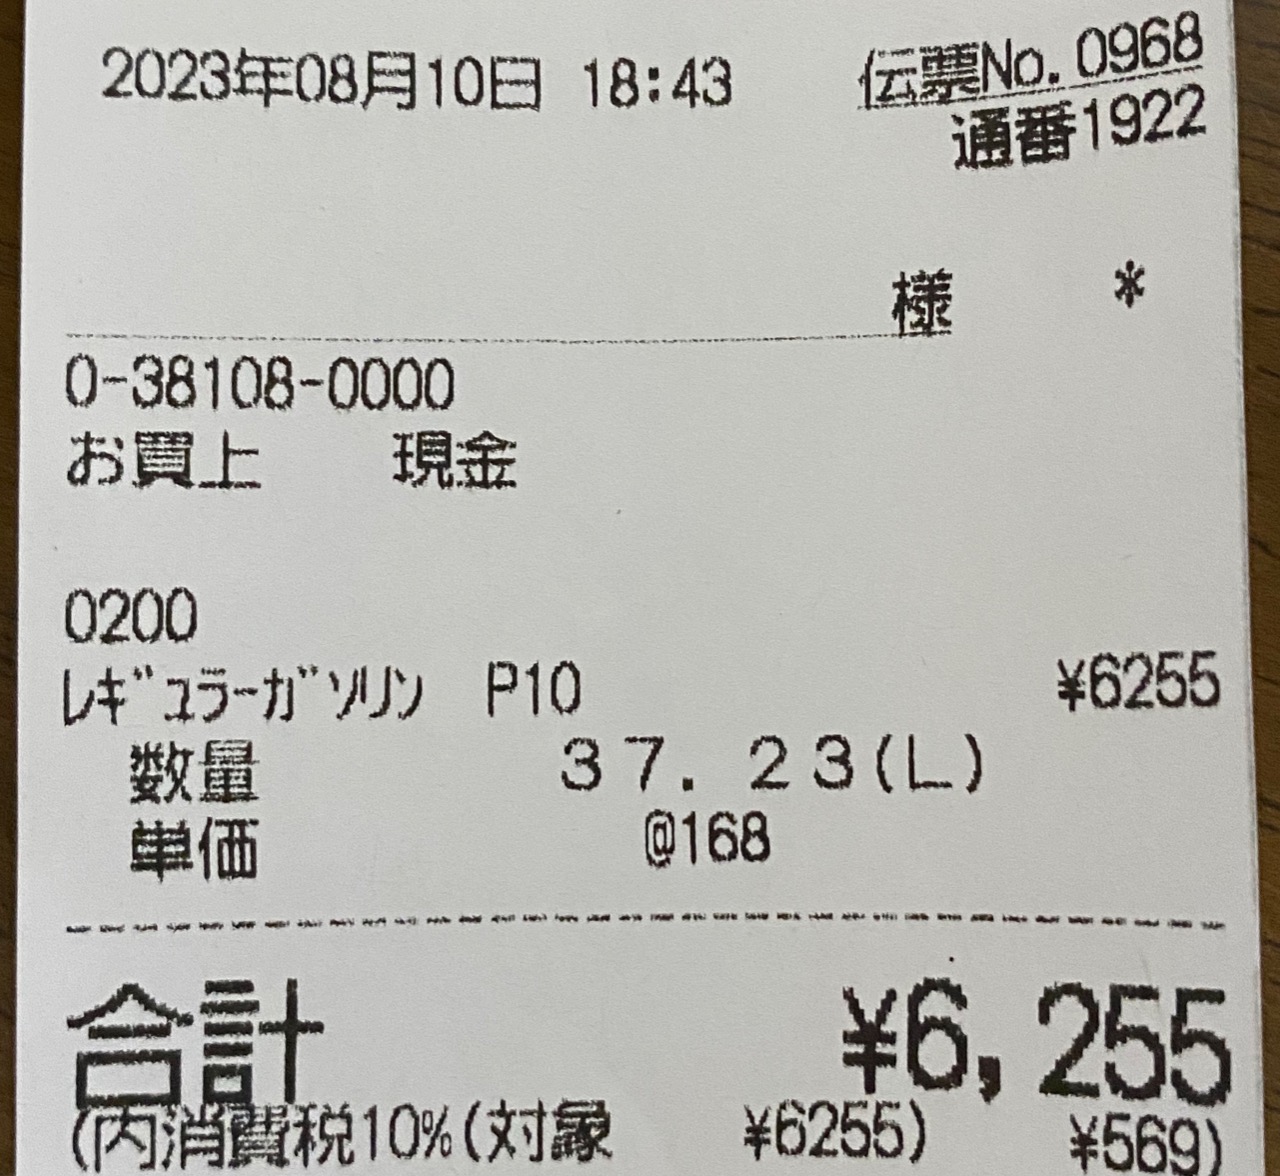 2023年08月10日 18:43 伝票No.0968
通番1922
様 *
0-38108-0000
お買上 現金
0200
ﾚｷﾞｭﾗｰｶﾞｿﾘﾝ P10 ¥6255
数量 37.23(L)
単価 @168
合計 ¥6,255
(内消費税10%(対象 ¥6255) ¥569)